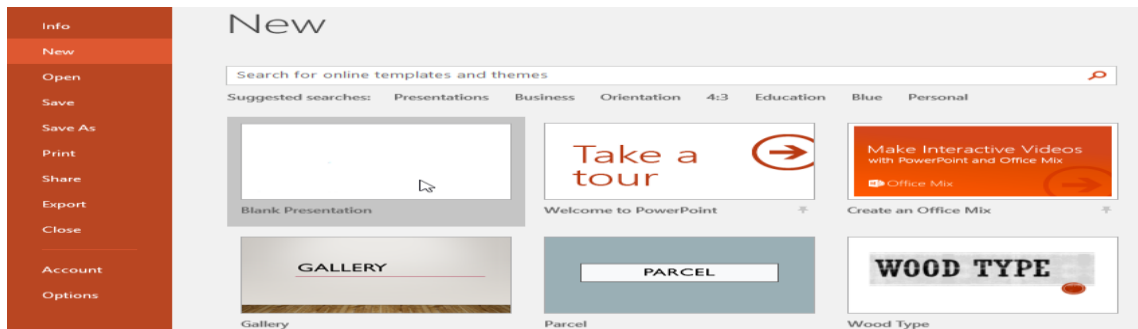 Info
New
Open
Save
Save As
Print
Share
Export
Close
Account
Options
New
Search for online templates and themes
Suggested searches: Presentations Business Orientation 4:3 Education Blue Personal
Blank Presentation
Take a
tour
Welcome to PowerPoint
Make Interactive Videos
with PowerPoint and Office Mix
Office Mix
Create an Office Mix
GALLERY
Gallery
PARCEL
Parcel
WOOD TYPE
Wood Type